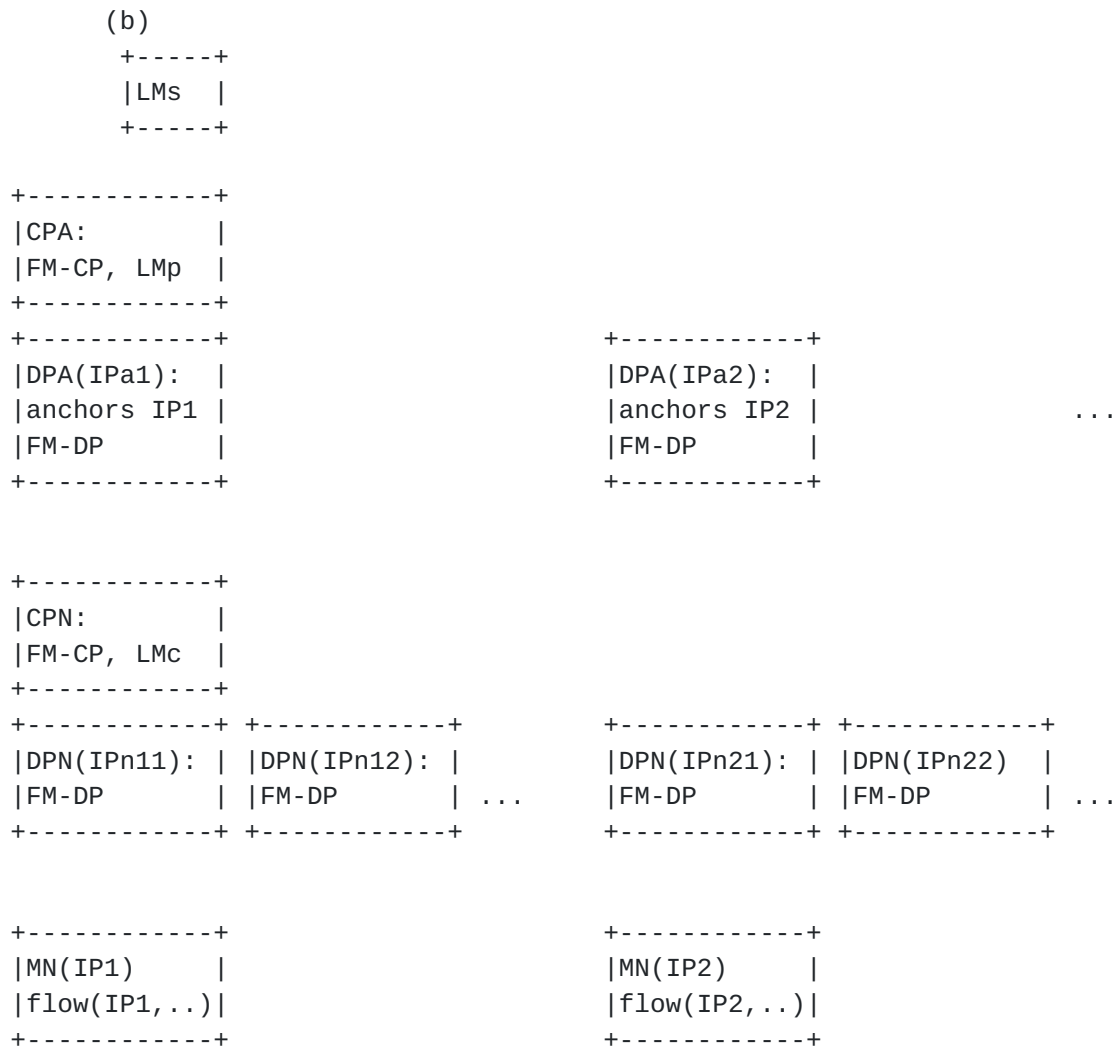 (b)
       +-----+
       |LMs  |
       +-----+

+------------+
|CPA:        |
|FM-CP, LMp  |
+------------+
+------------+                      +------------+
|DPA(IPa1):  |                      |DPA(IPa2):  |
|anchors IP1 |                      |anchors IP2 |               ...
|FM-DP       |                      |FM-DP       |
+------------+                      +------------+


+------------+
|CPN:        |
|FM-CP, LMc  |
+------------+
+------------+ +------------+        +------------+ +------------+
|DPN(IPn11): | |DPN(IPn12): |        |DPN(IPn21): | |DPN(IPn22)  |
|FM-DP       | |FM-DP       | ...    |FM-DP       | |FM-DP       | ...
+------------+ +------------+        +------------+ +------------+


+------------+                      +------------+
|MN(IP1)     |                      |MN(IP2)     |
|flow(IP1,..)|                      |flow(IP2,..)|
+------------+                      +------------+